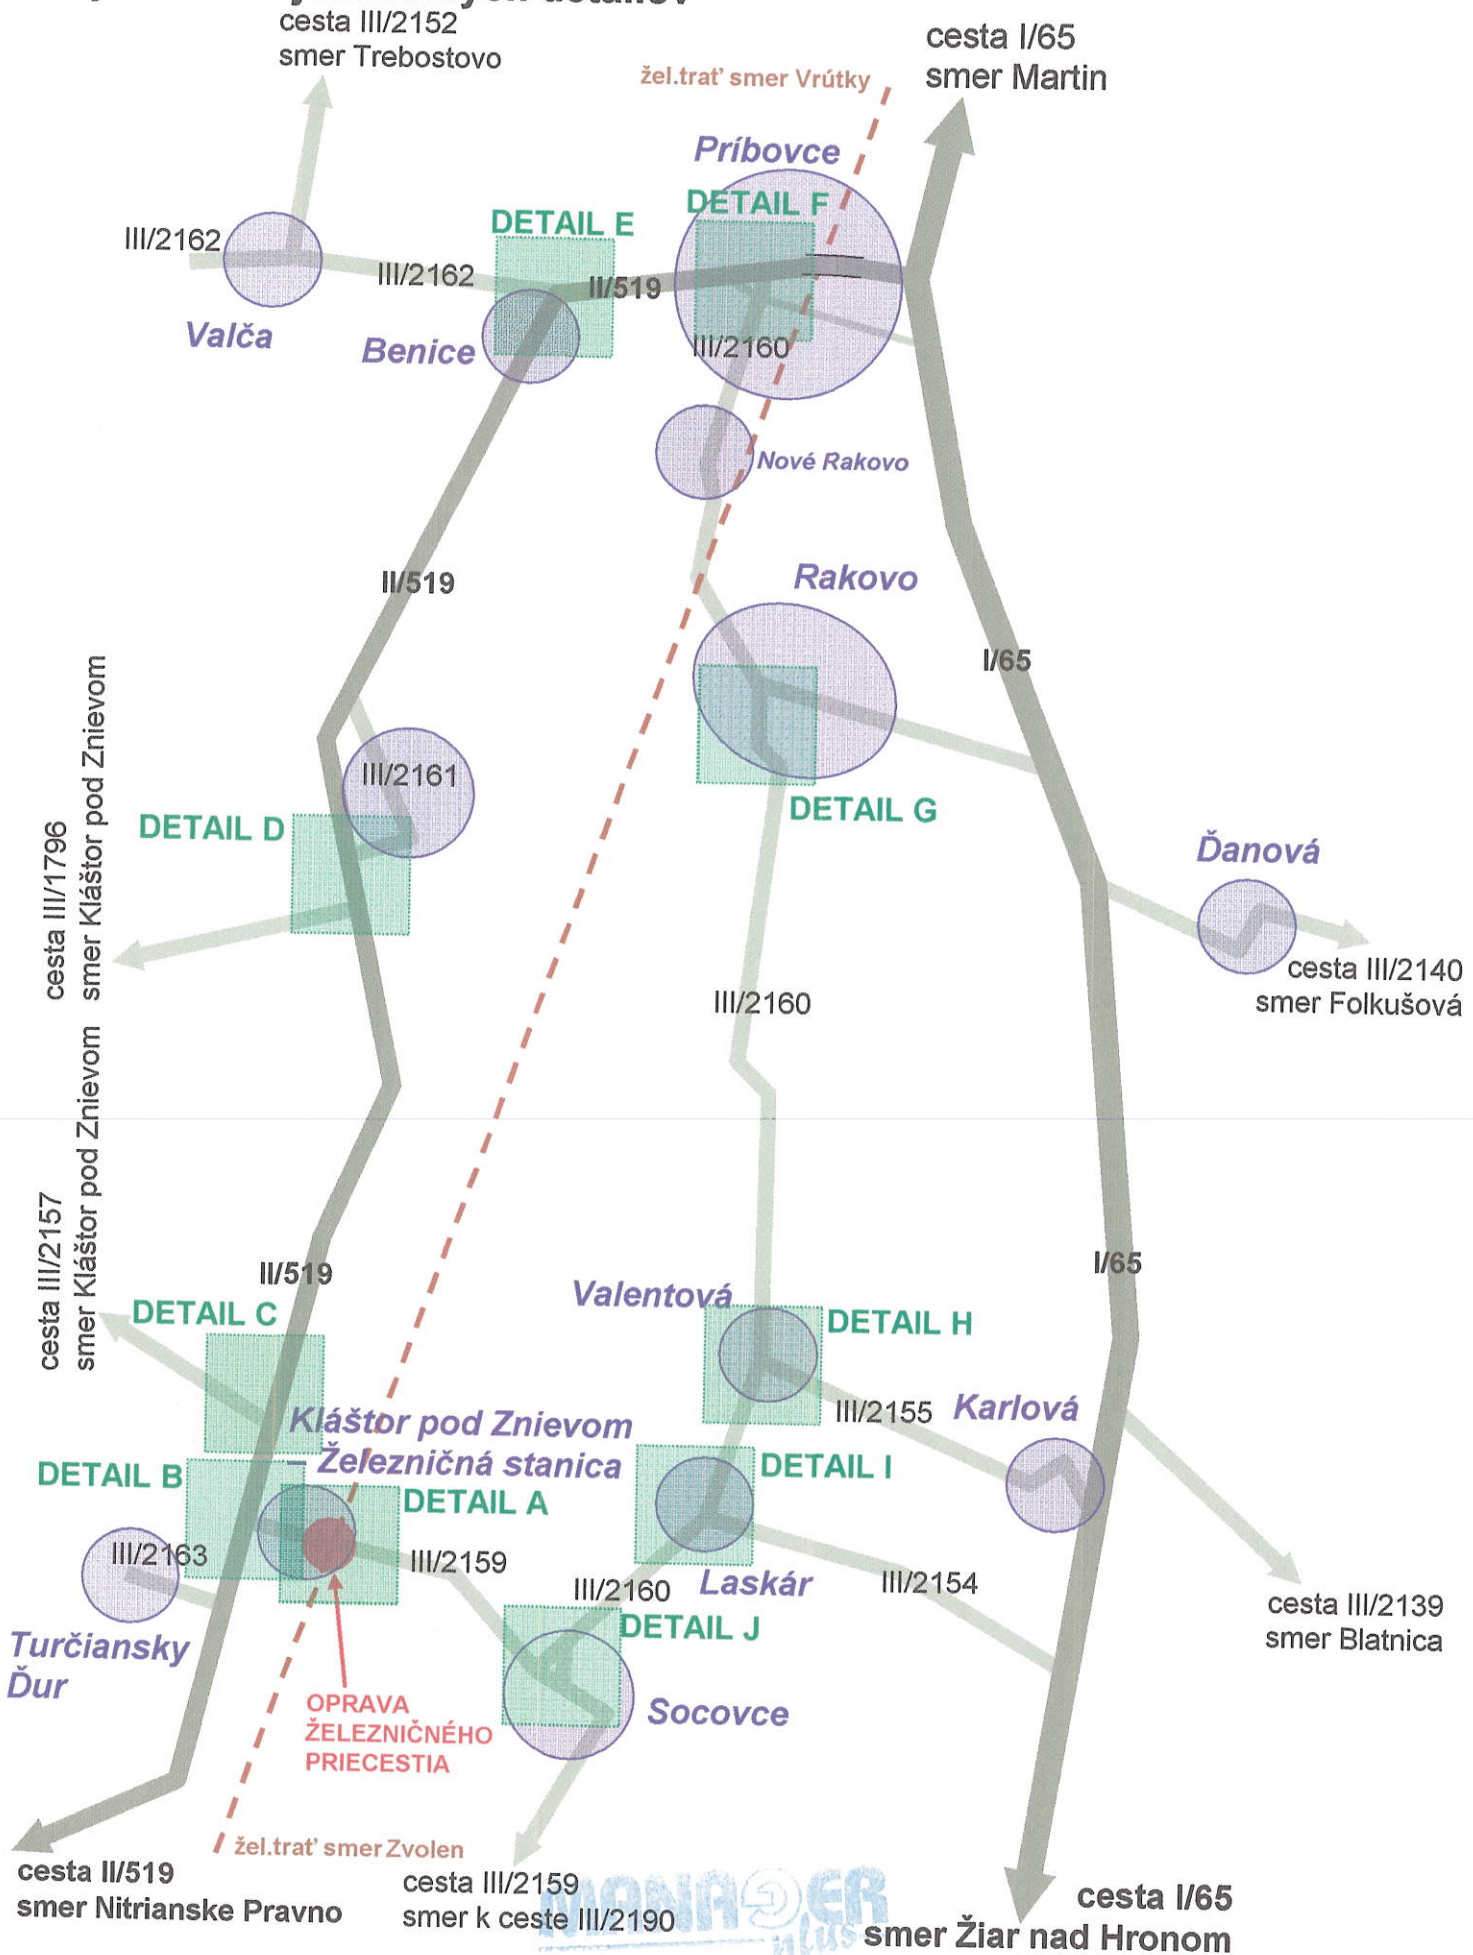 cesta III/2152
smer Trebostovo
cesta I/65
smer Martin
žel.trať smer Vrútky
Príbovce
DETAIL F
DETAIL E
III/2162
III/2162
II/519
Valča
Benice
III/2160
Nové Rakovo
II/519
Rakovo
I/65
cesta III/1796
smer Kláštor pod Znievom
III/2161
DETAIL D
DETAIL G
Ďanová
cesta III/2140
smer Folkušová
III/2160
cesta III/2157
smer Kláštor pod Znievom
II/519
I/65
Valentová
DETAIL C
DETAIL H
Kláštor pod Znievom
– Železničná stanica
III/2155
Karlová
DETAIL B
DETAIL I
DETAIL A
III/2163
III/2159
III/2160
Laskár
III/2154
cesta III/2139
smer Blatnica
DETAIL J
Turčiansky
Ďur
OPRAVA
ŽELEZNIČNÉHO
PRIECESTIA
Socovce
žel.trať smer Zvolen
cesta II/519
smer Nitrianske Pravno
cesta III/2159
smer k ceste III/2190
MANAGER
plus
cesta I/65
smer Žiar nad Hronom